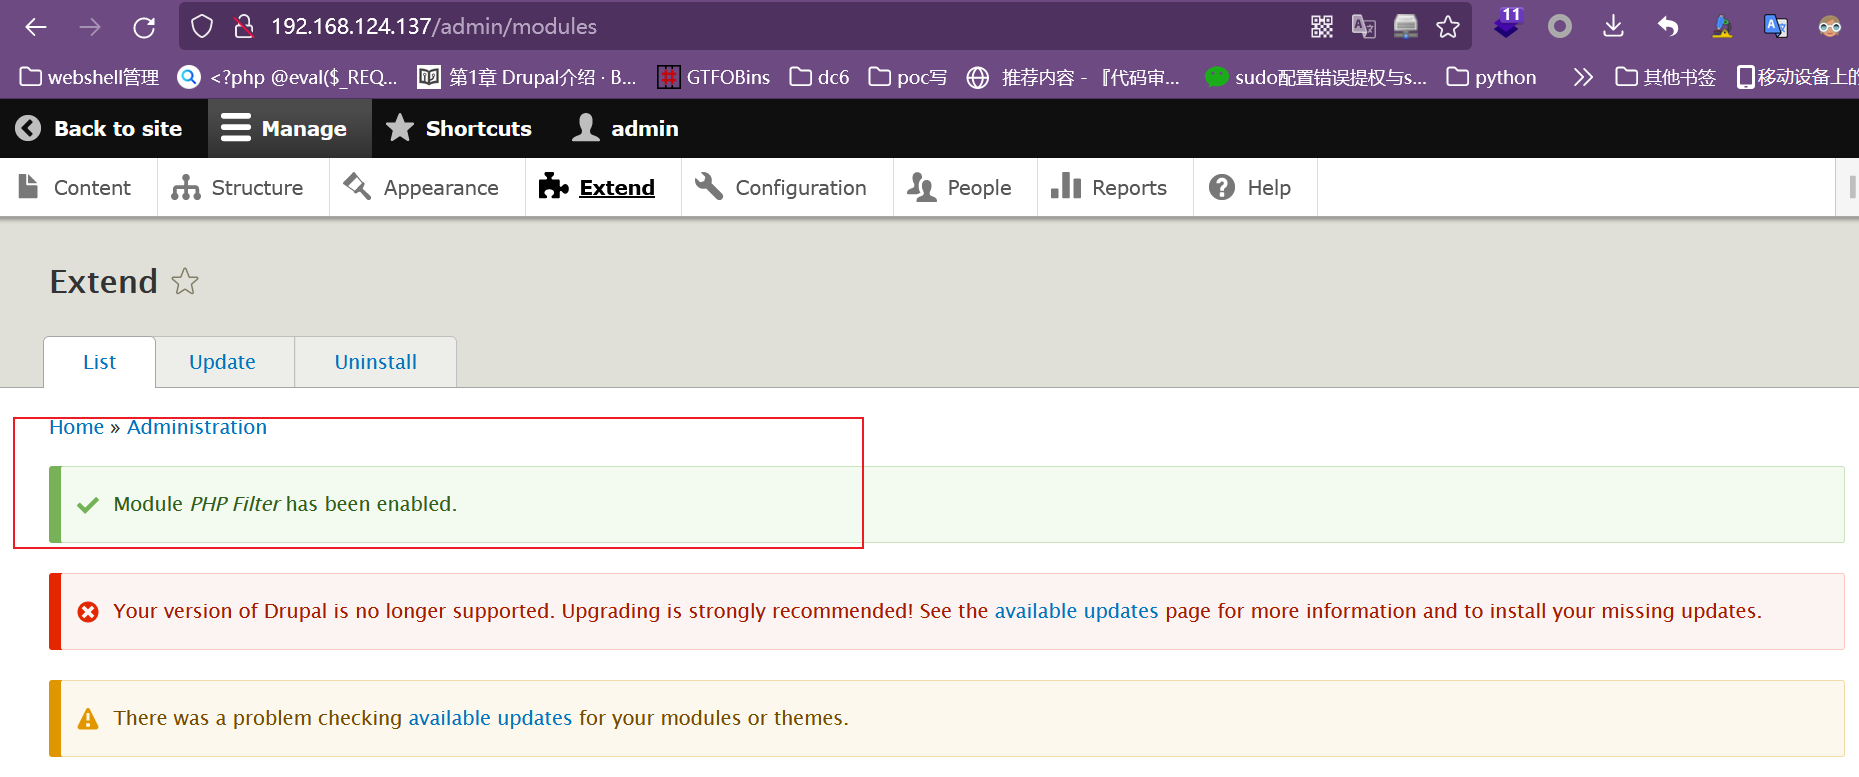 192.168.124.137/admin/modules
11
webshell管理 <?php @eval($_REQ... 第1章 Drupal介绍 · B... GTFOBins dc6 poc写 推荐内容 - 『代码审... sudo配置错误提权与s... python 其他书签 移动设备上的
Back to site Manage Shortcuts admin
Content Structure Appearance Extend Configuration People Reports Help
Extend
List Update Uninstall
Home » Administration
Module PHP Filter has been enabled.
Your version of Drupal is no longer supported. Upgrading is strongly recommended! See the available updates page for more information and to install your missing updates.
There was a problem checking available updates for your modules or themes.